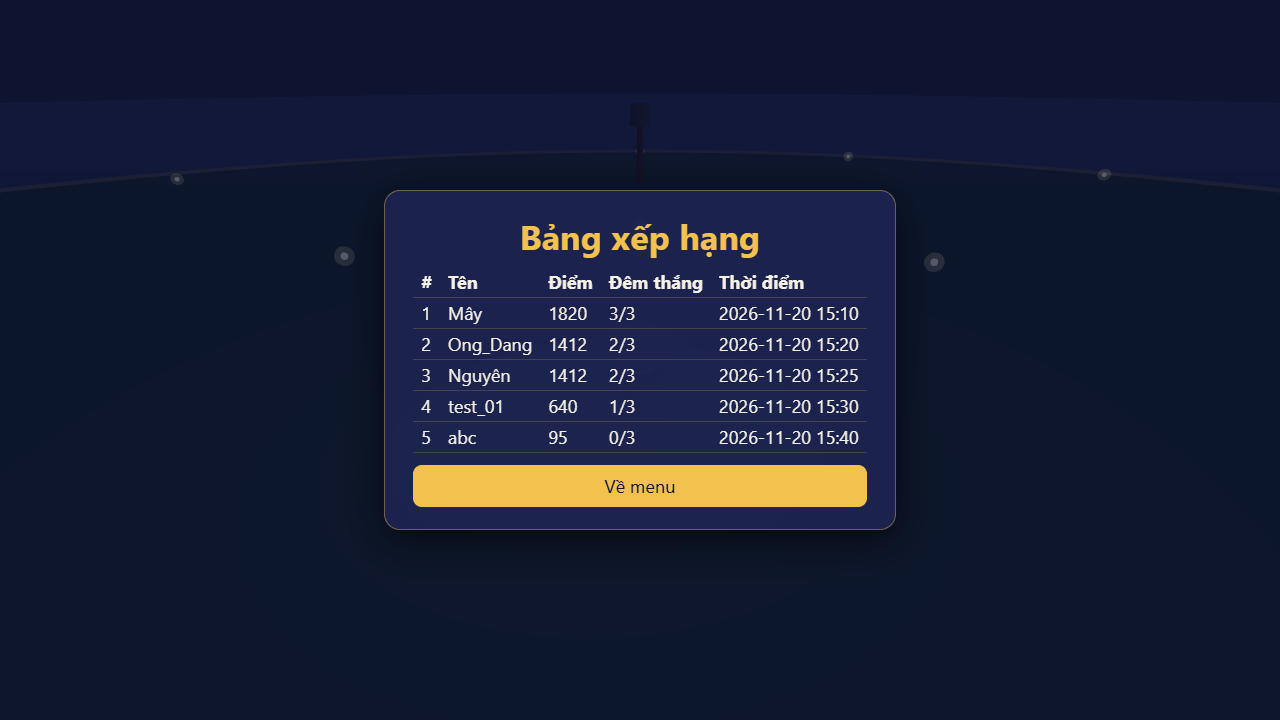 Bảng xếp hạng
# Tên Điểm Đêm thắng Thời điểm
1 Mây 1820 3/3 2026-11-20 15:10
2 Ong_Dang 1412 2/3 2026-11-20 15:20
3 Nguyên 1412 2/3 2026-11-20 15:25
4 test_01 640 1/3 2026-11-20 15:30
5 abc 95 0/3 2026-11-20 15:40
Về menu